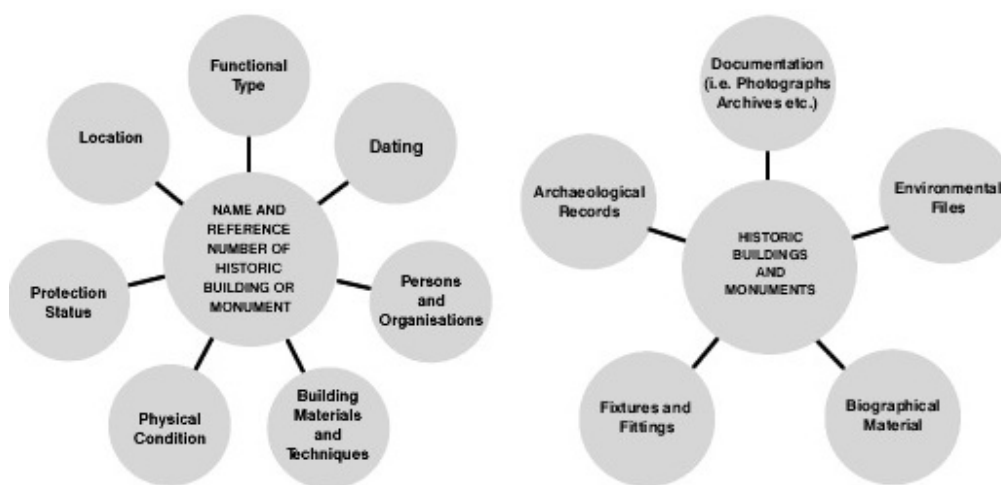 Functional
Type
Location
Dating
NAME AND
REFERENCE
NUMBER OF
HISTORIC
BUILDING OR
MONUMENT
Protection
Status
Persons
and
Organisations
Physical
Condition
Building
Materials
and
Techniques
Documentation
(i.e. Photographs
Archives etc.)
Archaeological
Records
Environmental
Files
HISTORIC
BUILDINGS
AND
MONUMENTS
Fixtures and
Fittings
Biographical
Material